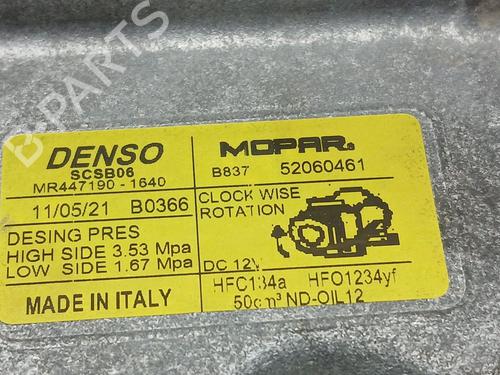 B-PARTS
DENSO
SCSB06
MR447190-1640
11/05/21 B0366
DESING PRES
HIGH SIDE 3.53 Mpa
LOW SIDE 1.67 Mpa
MADE IN ITALY
MOPAR®
B837 52060461
CLOCK WISE
ROTATION
DC 12V
HFC134a HFO1234yf
50cm³ ND-OIL12